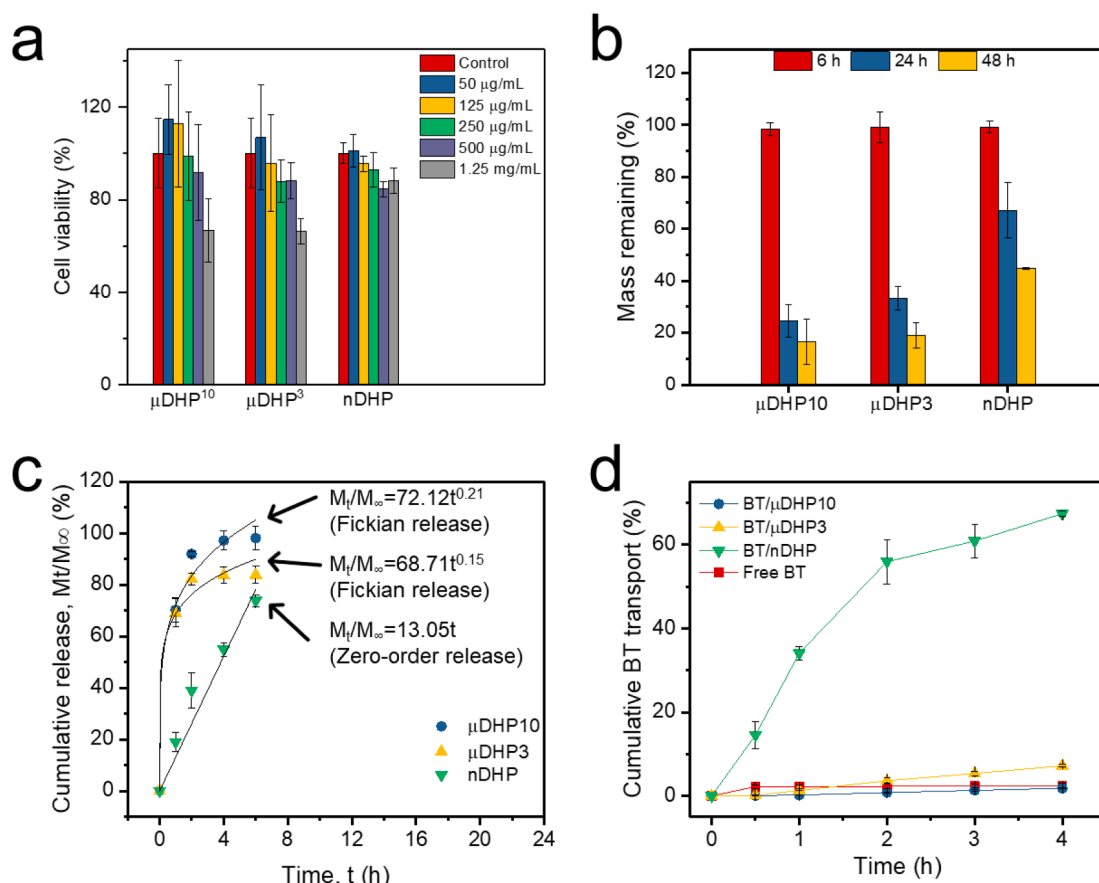 a
Cell viability (%)
120
80
40
0
Control
50 μg/mL
125 μg/mL
250 μg/mL
500 μg/mL
1.25 mg/mL
μDHP¹⁰
μDHP³
nDHP
b
Mass remaining (%)
120
100
80
60
40
20
0
6 h
24 h
48 h
μDHP10
μDHP3
nDHP
c
Cumulative release, Mt/M∞ (%)
120
100
80
60
40
20
0
Mₜ/M∞=72.12t⁰·²¹
(Fickian release)
Mₜ/M∞=68.71t⁰·¹⁵
(Fickian release)
Mₜ/M∞=13.05t
(Zero-order release)
μDHP10
μDHP3
nDHP
0 4 8 12 16 20 24
Time, t (h)
d
Cumulative BT transport (%)
60
40
20
0
BT/μDHP10
BT/μDHP3
BT/nDHP
Free BT
0 1 2 3 4
Time (h)